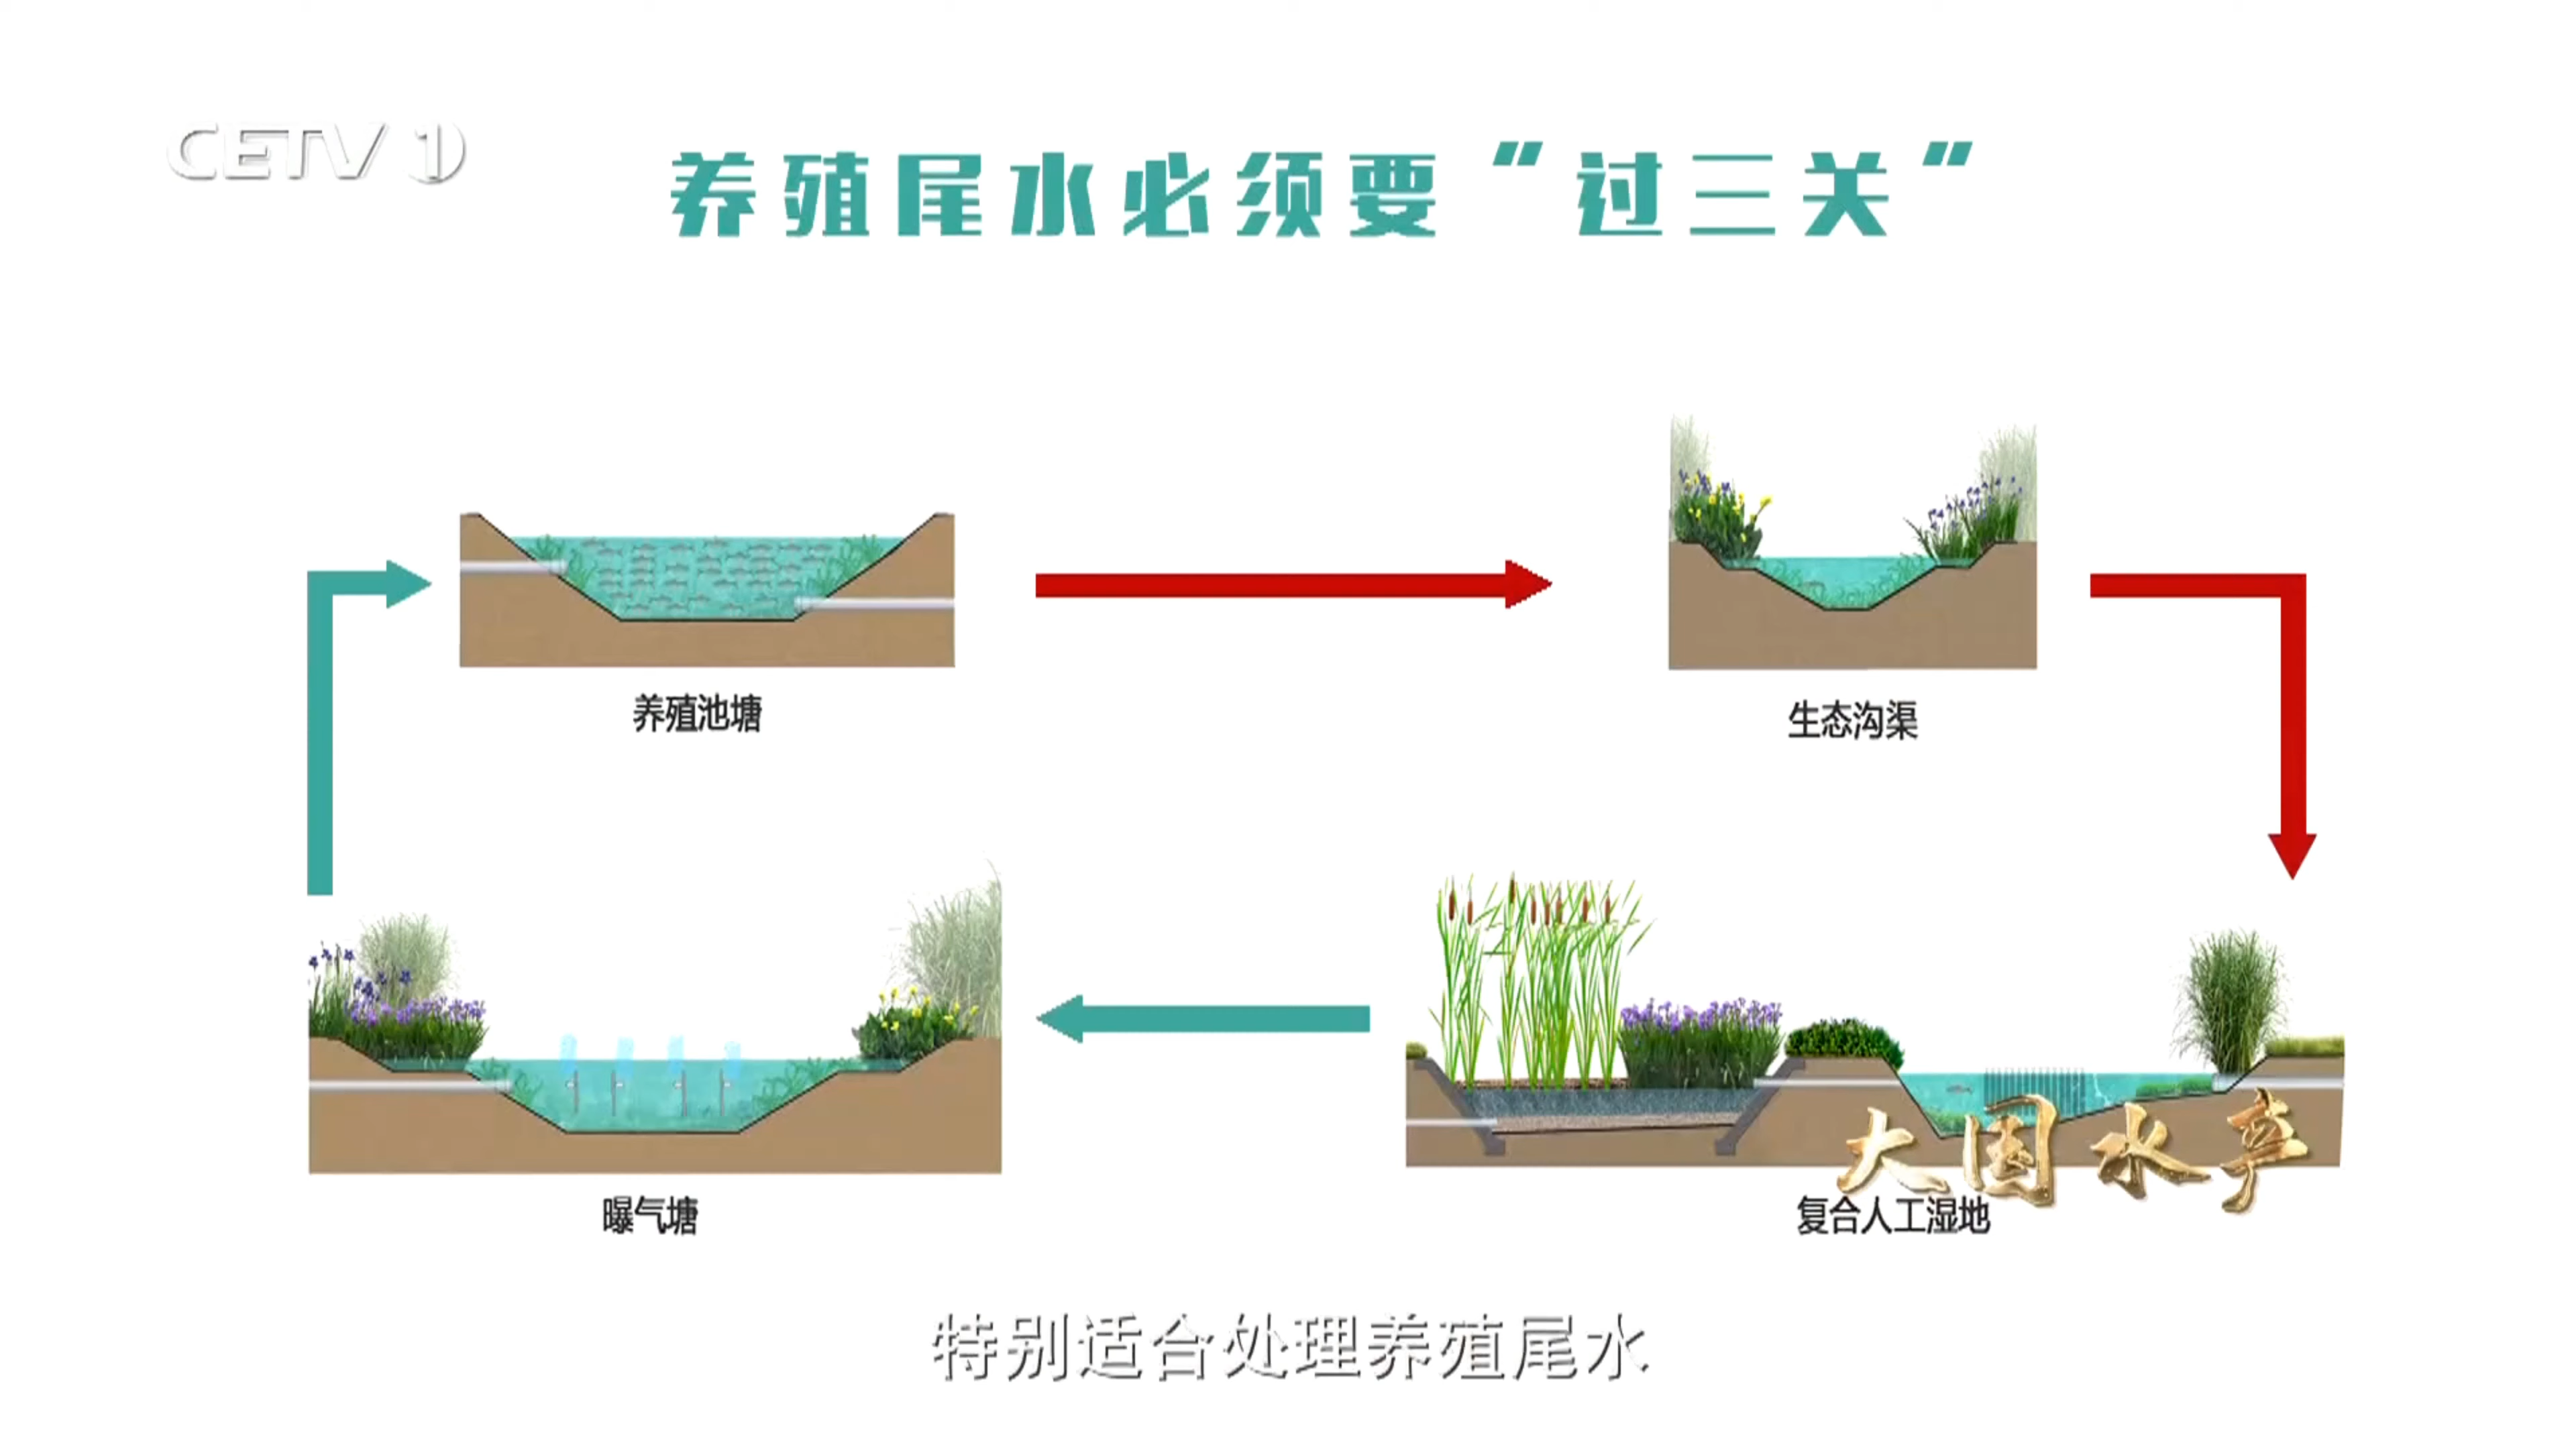 CETV 1
养殖尾水必须要“过三关”
养殖池塘
生态沟渠
曝气塘
复合人工湿地
大国水产
特别适合处理养殖尾水